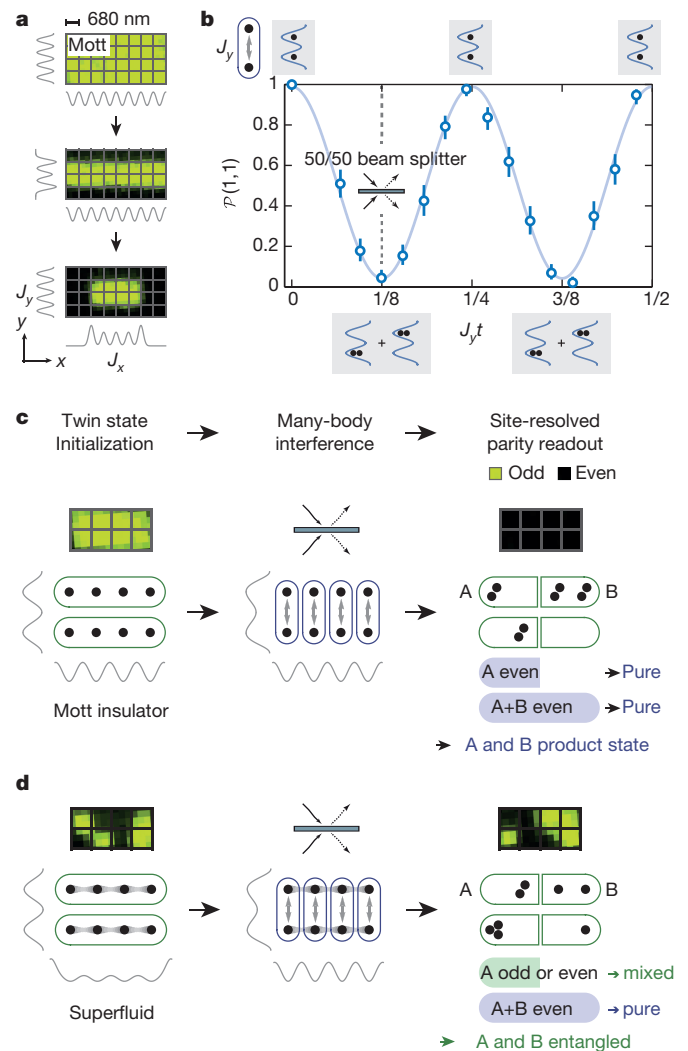 a
680 nm
Mott
J_y
y
x
J_x
b
J_y
P(1,1)
1
0.8
0.6
0.4
0.2
0
50/50 beam splitter
0
1/8
1/4
3/8
1/2
+
J_y t
+
c
Twin state
Initialization
Many-body
interference
Site-resolved
parity readout
Odd
Even
A
B
A even
Pure
A+B even
Pure
Mott insulator
A and B product state
d
A
B
A odd or even
mixed
Superfluid
A+B even
pure
A and B entangled